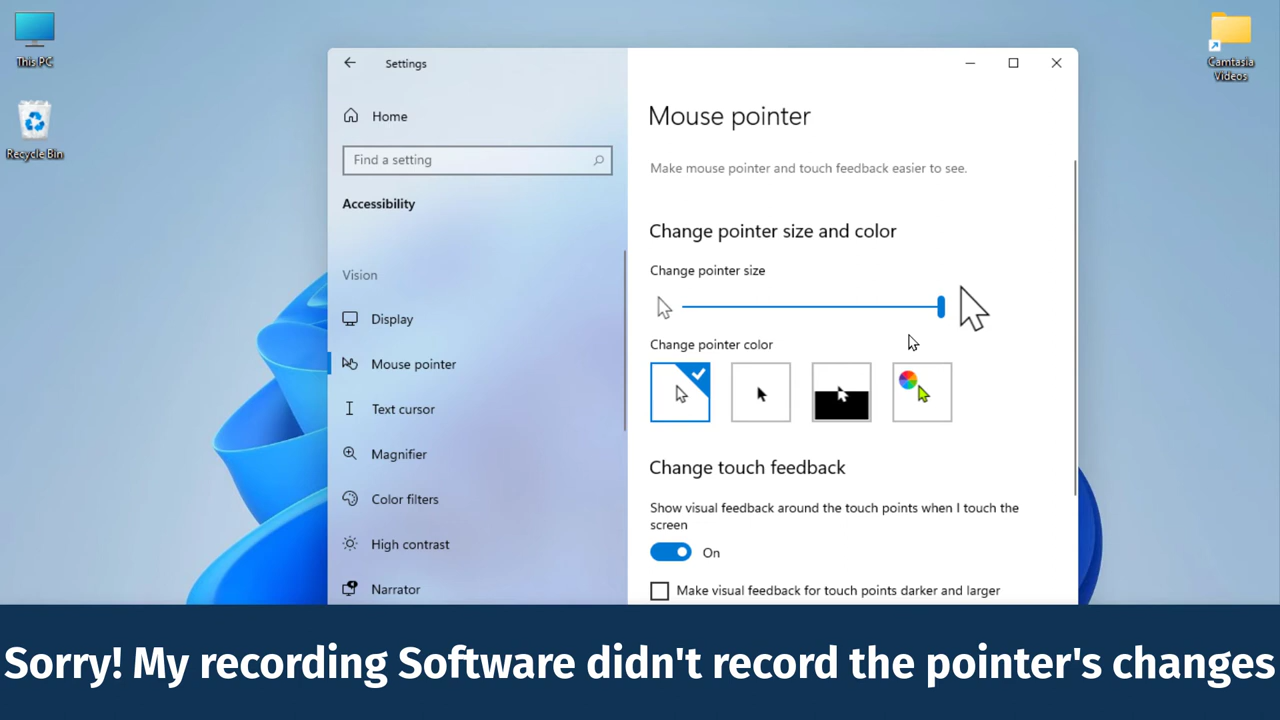 This PC
Recycle Bin
Camtasia
Videos
Settings
Home
Find a setting
Accessibility
Vision
Display
Mouse pointer
Text cursor
Magnifier
Color filters
High contrast
Narrator
Mouse pointer
Make mouse pointer and touch feedback easier to see.
Change pointer size and color
Change pointer size
Change pointer color
Change touch feedback
Show visual feedback around the touch points when I touch the
screen
On
Make visual feedback for touch points darker and larger
Sorry! My recording Software didn't record the pointer's changes